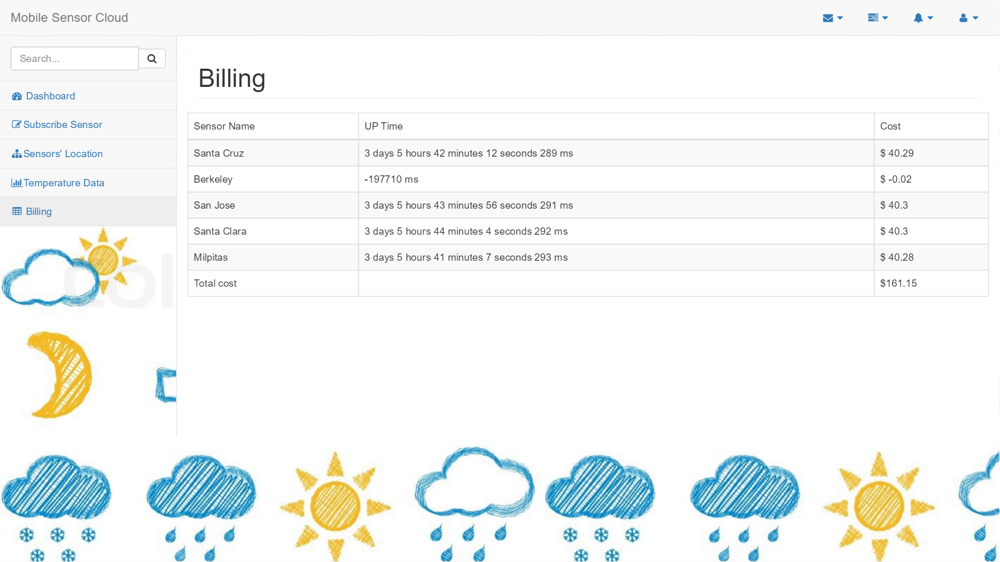 Mobile Sensor Cloud
Search...
Dashboard
Subscribe Sensor
Sensors' Location
Temperature Data
Billing
Billing
Sensor Name UP Time Cost
Santa Cruz 3 days 5 hours 42 minutes 12 seconds 289 ms $ 40.29
Berkeley -197710 ms $ -0.02
San Jose 3 days 5 hours 43 minutes 56 seconds 291 ms $ 40.3
Santa Clara 3 days 5 hours 44 minutes 4 seconds 292 ms $ 40.3
Milpitas 3 days 5 hours 41 minutes 7 seconds 293 ms $ 40.28
Total cost $161.15